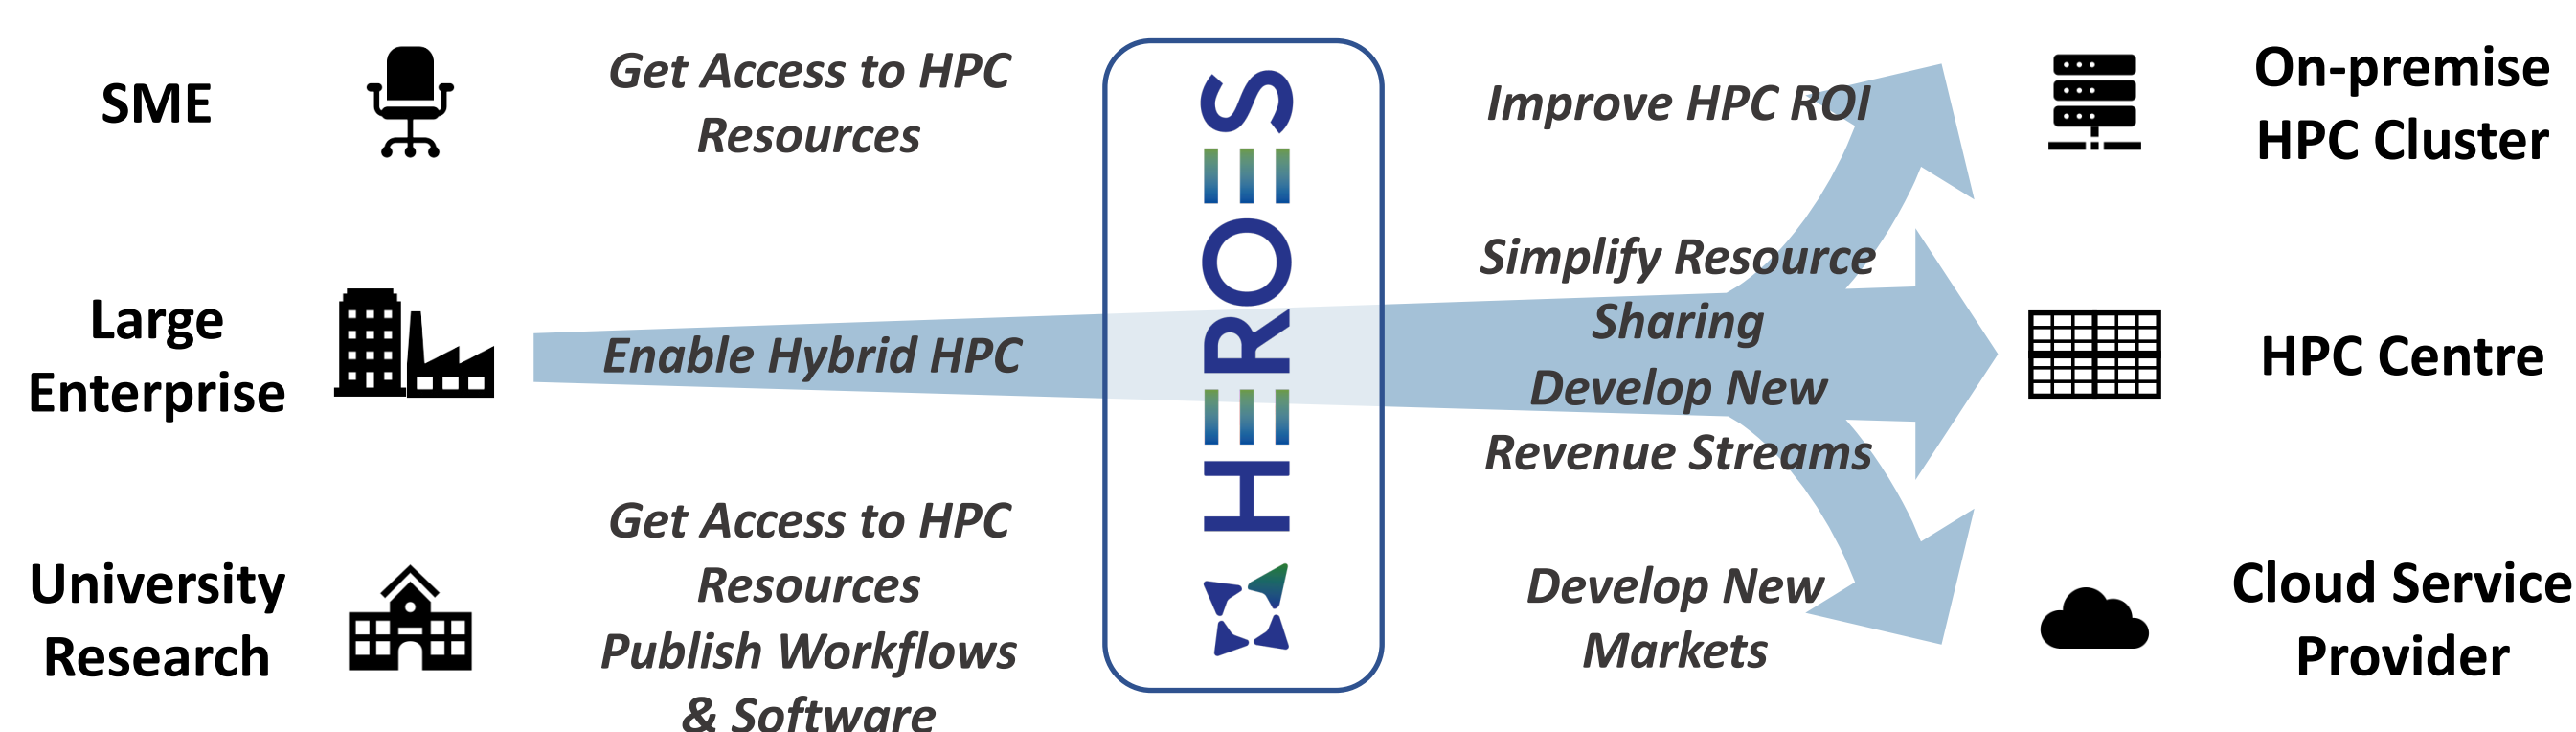 SME
Get Access to HPC
Resources
Large
Enterprise
Enable Hybrid HPC
University
Research
Get Access to HPC
Resources
Publish Workflows
& Software
HEROES
Improve HPC ROI
On-premise
HPC Cluster
Simplify Resource
Sharing
Develop New
Revenue Streams
HPC Centre
Develop New
Markets
Cloud Service
Provider